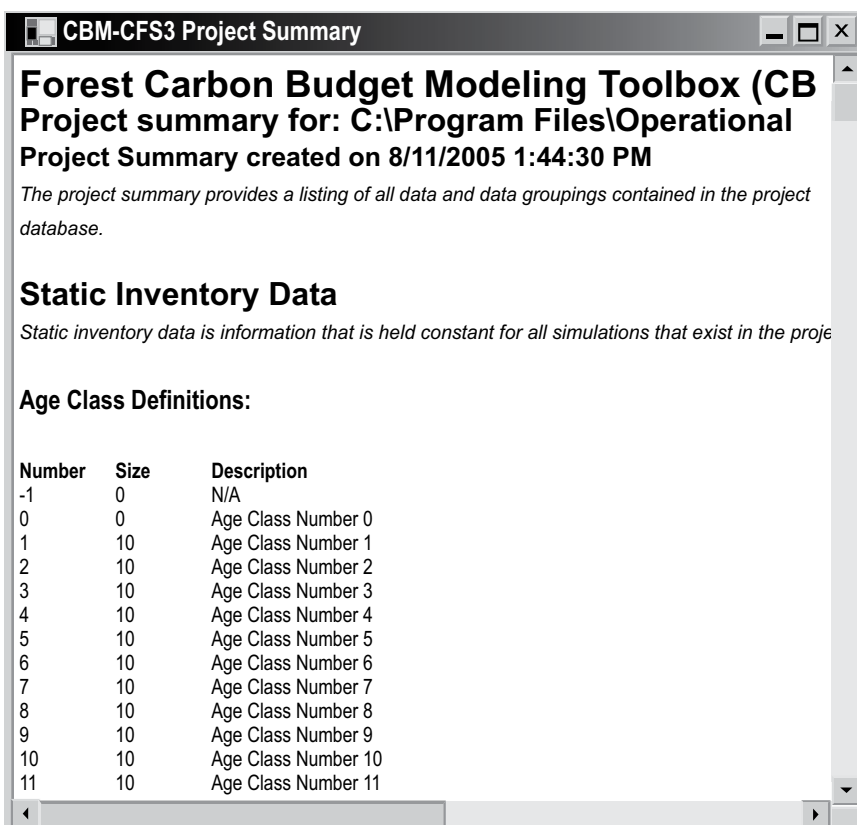 CBM-CFS3 Project Summary
Forest Carbon Budget Modeling Toolbox (CB
Project summary for: C:\Program Files\Operational
Project Summary created on 8/11/2005 1:44:30 PM
The project summary provides a listing of all data and data groupings contained in the project
database.
Static Inventory Data
Static inventory data is information that is held constant for all simulations that exist in the proje
Age Class Definitions:
Number Size Description
-1 0 N/A
0 0 Age Class Number 0
1 10 Age Class Number 1
2 10 Age Class Number 2
3 10 Age Class Number 3
4 10 Age Class Number 4
5 10 Age Class Number 5
6 10 Age Class Number 6
7 10 Age Class Number 7
8 10 Age Class Number 8
9 10 Age Class Number 9
10 10 Age Class Number 10
11 10 Age Class Number 11